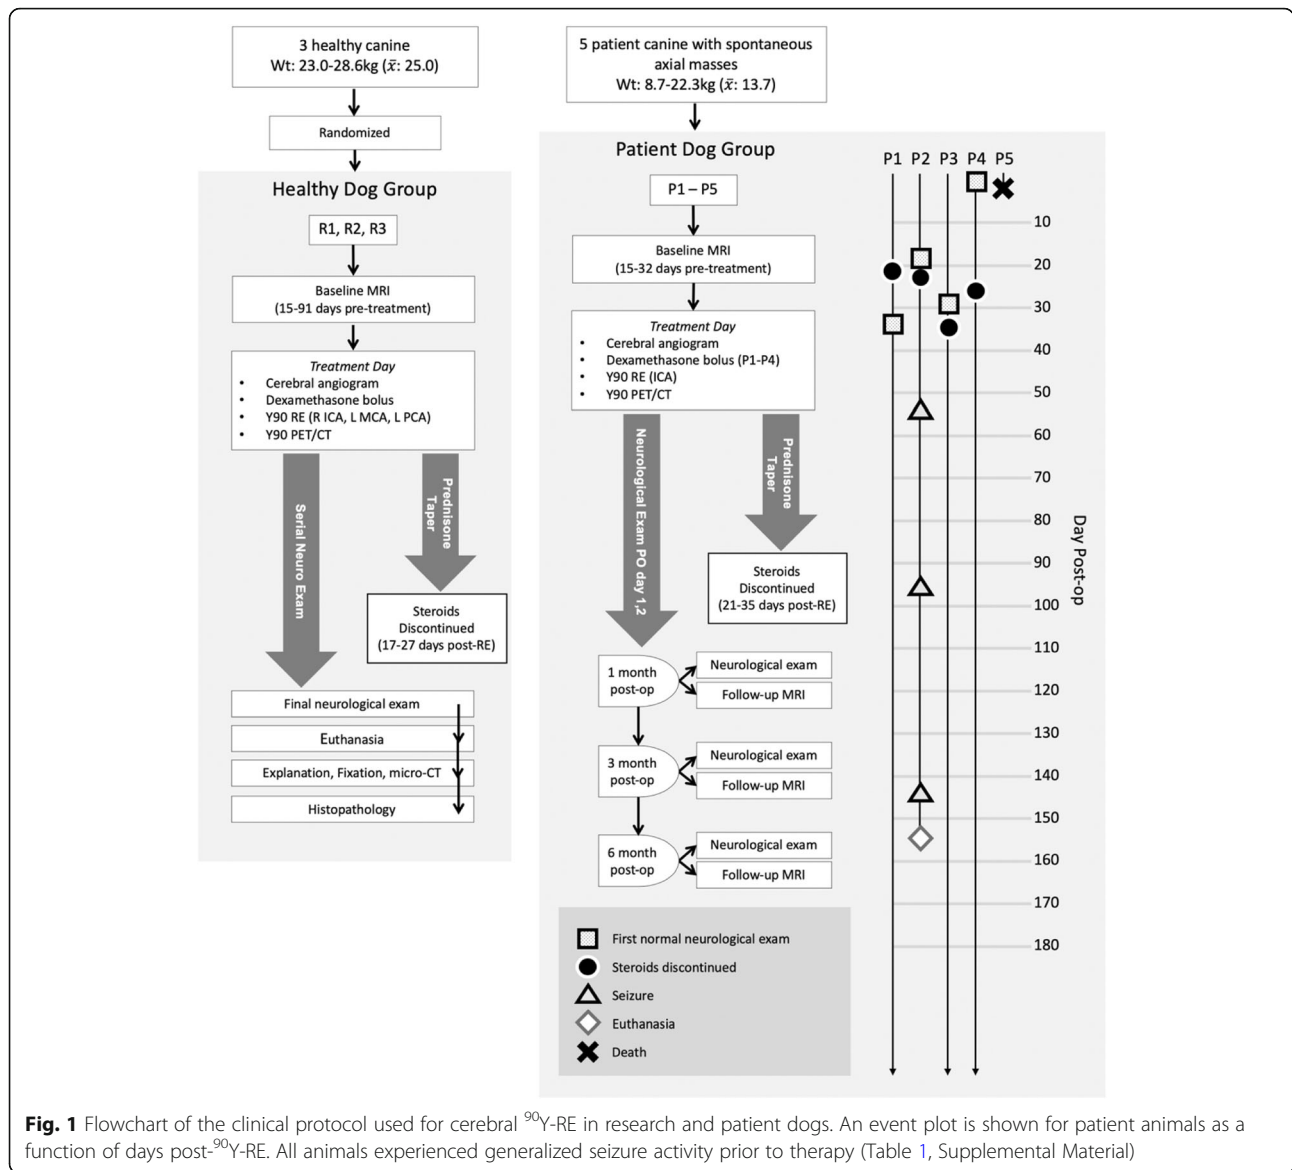 3 healthy canine
Wt: 23.0-28.6kg (x̄: 25.0)
Randomized
Healthy Dog Group
R1, R2, R3
Baseline MRI
(15-91 days pre-treatment)
Treatment Day
• Cerebral angiogram
• Dexamethasone bolus
• Y90 RE (R ICA, L MCA, L PCA)
• Y90 PET/CT
Serial Neuro Exam
Prednisone
Taper
Steroids
Discontinued
(17-27 days post-RE)
Final neurological exam
Euthanasia
Explanation, Fixation, micro-CT
Histopathology
5 patient canine with spontaneous
axial masses
Wt: 8.7-22.3kg (x̄: 13.7)
Patient Dog Group
P1 – P5
Baseline MRI
(15-32 days pre-treatment)
Treatment Day
• Cerebral angiogram
• Dexamethasone bolus (P1-P4)
• Y90 RE (ICA)
• Y90 PET/CT
Neurological Exam PO day 1,2
Prednisone
Taper
Steroids
Discontinued
(21-35 days post-RE)
1 month
post-op
Neurological exam
Follow-up MRI
3 month
post-op
Neurological exam
Follow-up MRI
6 month
post-op
Neurological exam
Follow-up MRI
First normal neurological exam
Steroids discontinued
Seizure
Euthanasia
Death
P1 P2 P3 P4 P5
10
20
30
40
50
60
70
80
90
100
110
120
130
140
150
160
170
180
Day Post-op
Fig. 1 Flowchart of the clinical protocol used for cerebral ⁹⁰Y-RE in research and patient dogs. An event plot is shown for patient animals as a
function of days post-⁹⁰Y-RE. All animals experienced generalized seizure activity prior to therapy (Table 1, Supplemental Material)